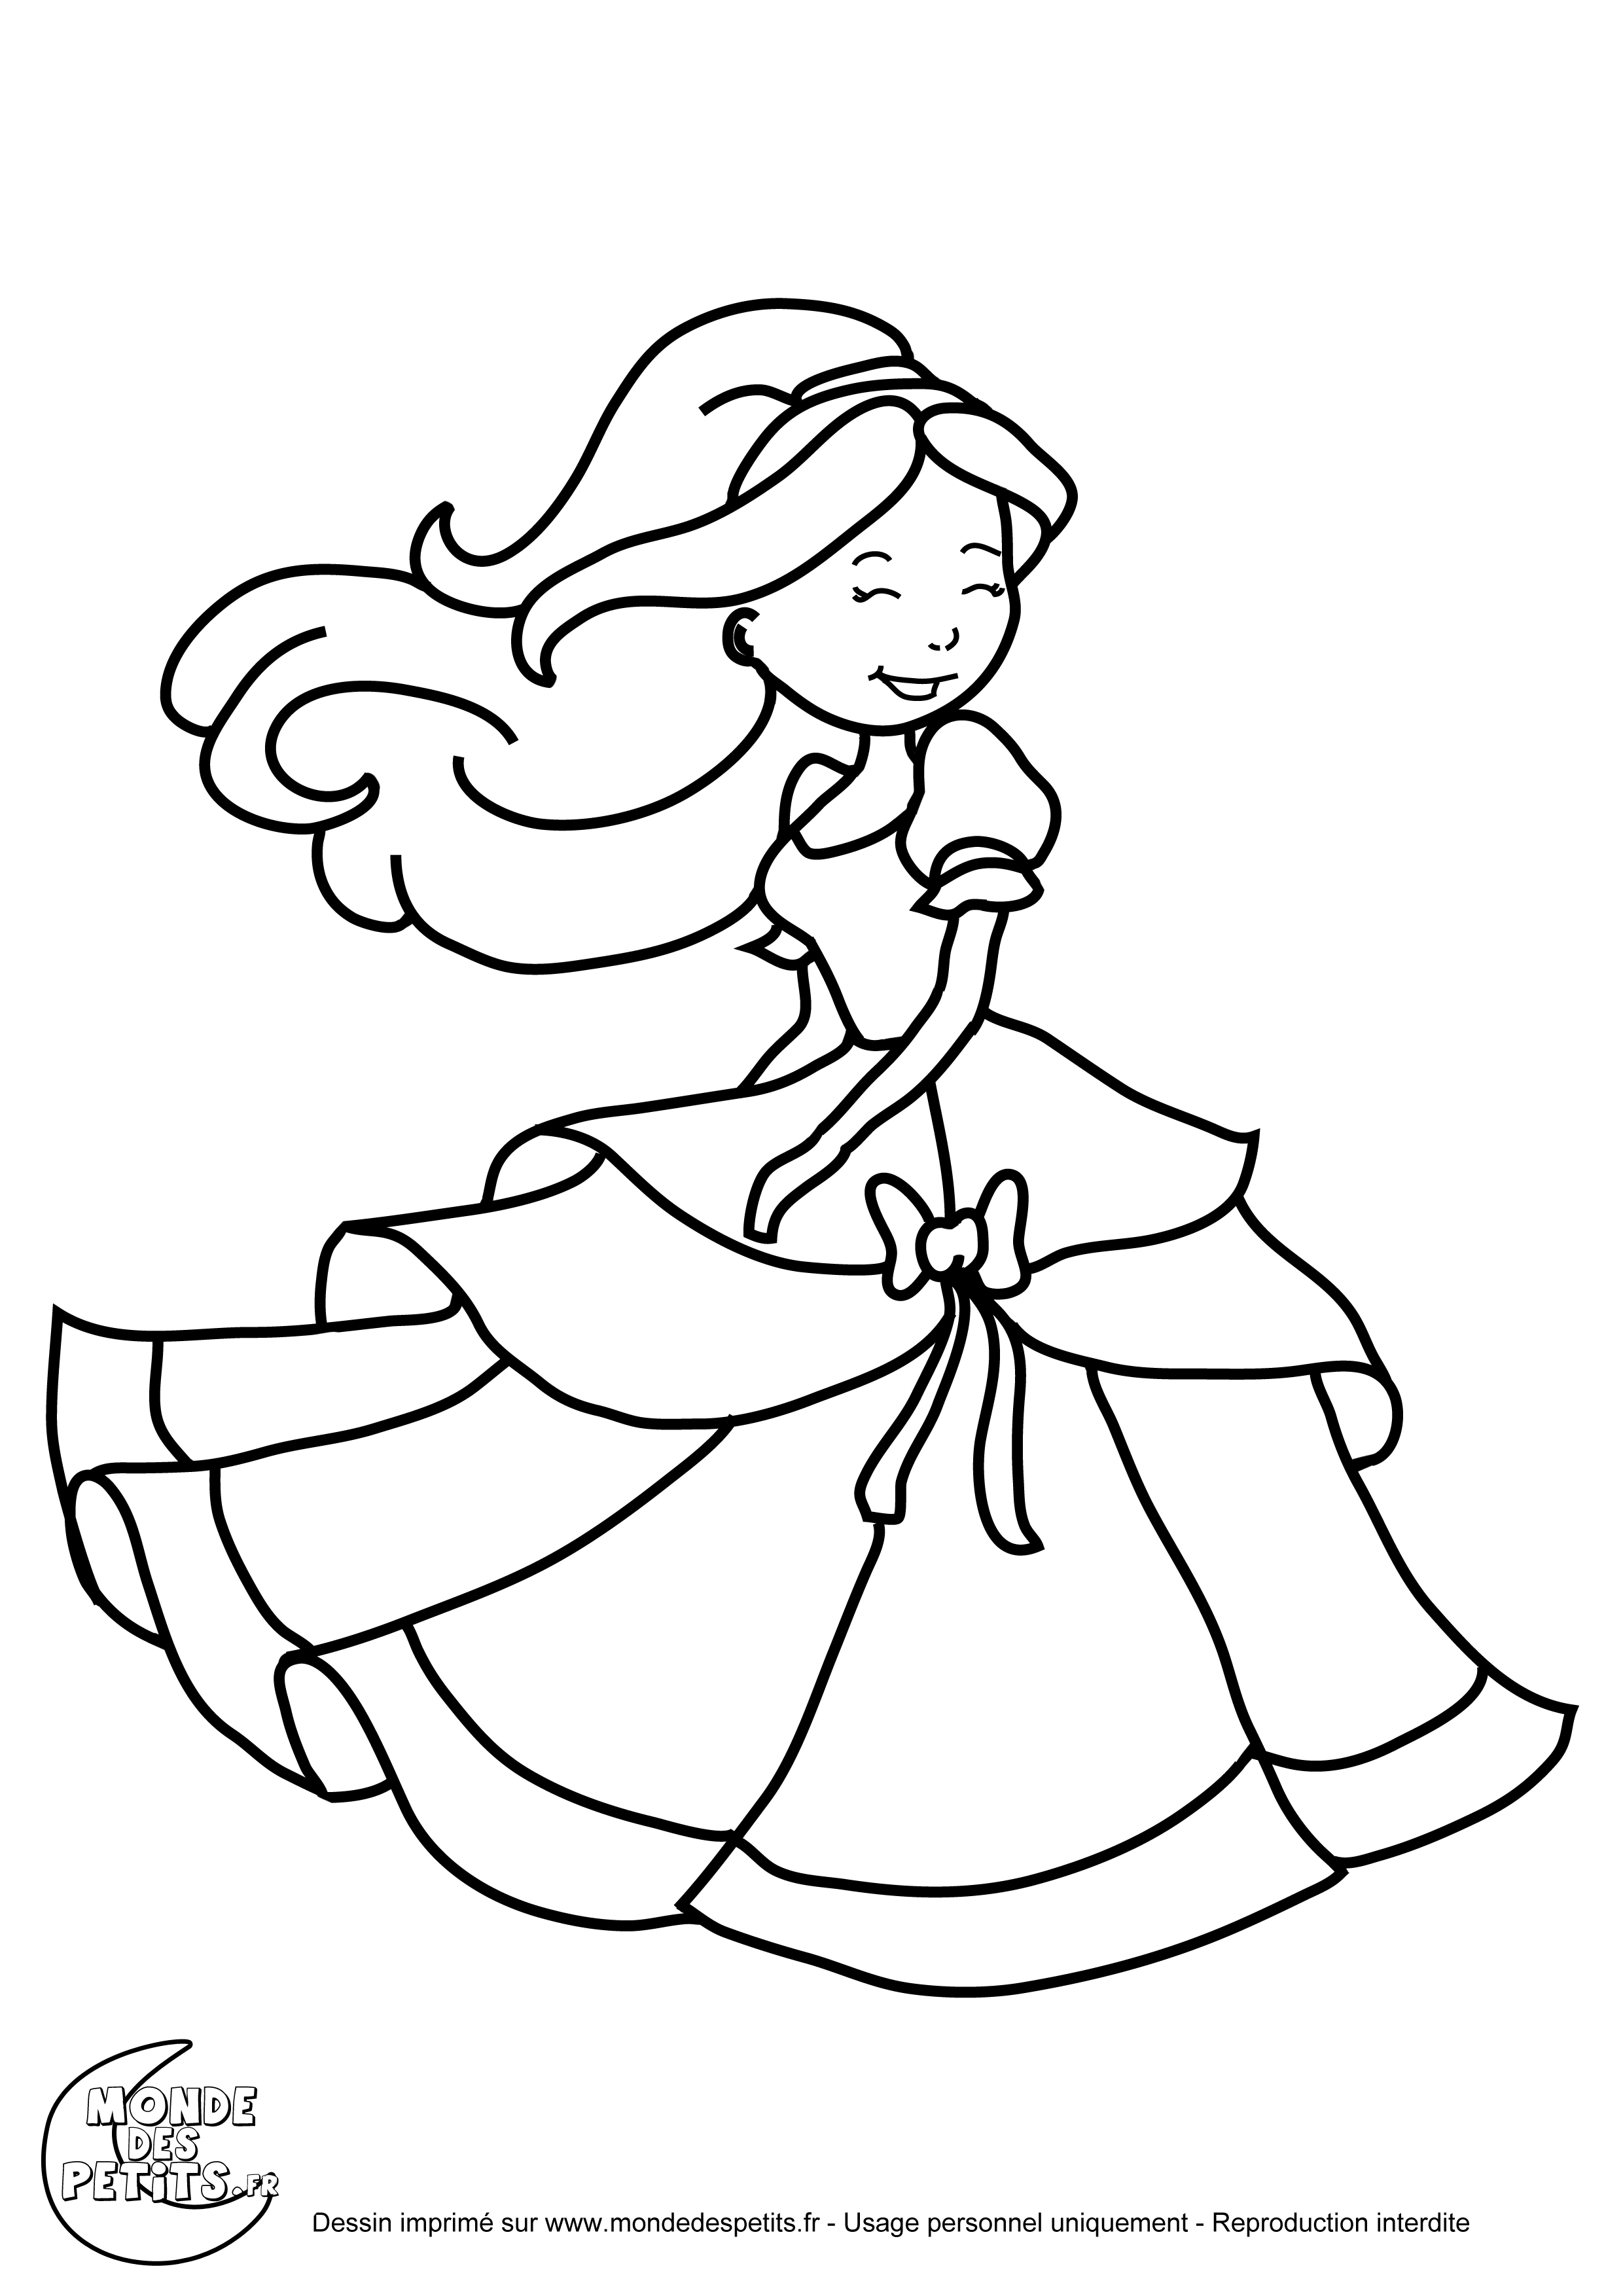 MONDE
DES
PETiTS.FR
Dessin imprimé sur www.mondedespetits.fr - Usage personnel uniquement - Reproduction interdite